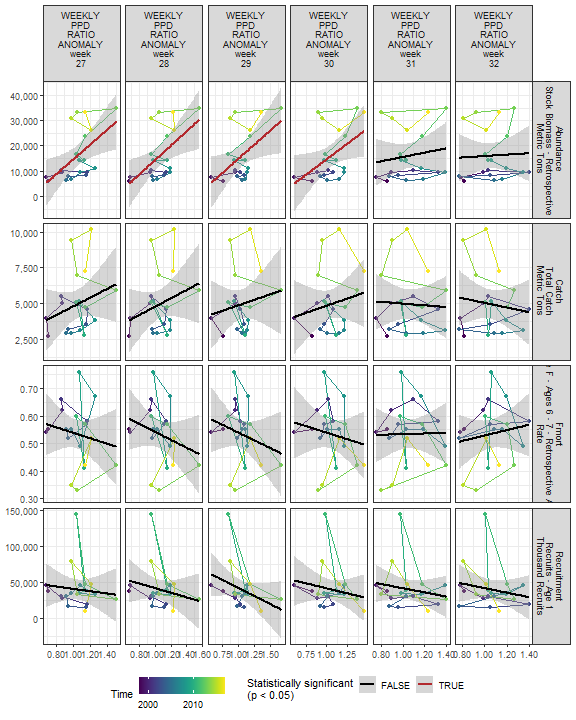 WEEKLY WEEKLY WEEKLY WEEKLY WEEKLY WEEKLY
PPD PPD PPD PPD PPD PPD
RATIO RATIO RATIO RATIO RATIO RATIO
ANOMALY ANOMALY ANOMALY ANOMALY ANOMALY ANOMALY
week week week week week week
27 28 29 30 31 32
40,000
30,000
20,000
10,000
0
Abundance
Stock Biomass - Retrospective
Metric Tons
10,000
7,500
5,000
2,500
Catch
Total Catch
Metric Tons
0.70
0.60
0.50
0.40
0.30
Fmort
F - Ages 6 - 7 - Retrospective
Rate
150,000
100,000
50,000
0
Recruitment
Recruits - Age 1
Thousand Recruits
0.80 1.00 1.20 1.40 0.80 1.00 1.20 1.40 1.60 0.75 1.00 1.25 1.50 0.75 1.00 1.25 0.80 1.00 1.20 1.40 0.80 1.00 1.20 1.40
Time
2000 2010
Statistically significant
(p < 0.05)
FALSE TRUE